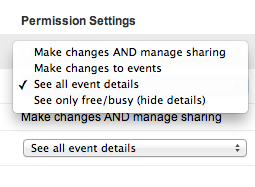 Permission Settings
Make changes AND manage sharing
Make changes to events
✓ See all event details
See only free/busy (hide details)
Make changes AND manage sharing
See all event details